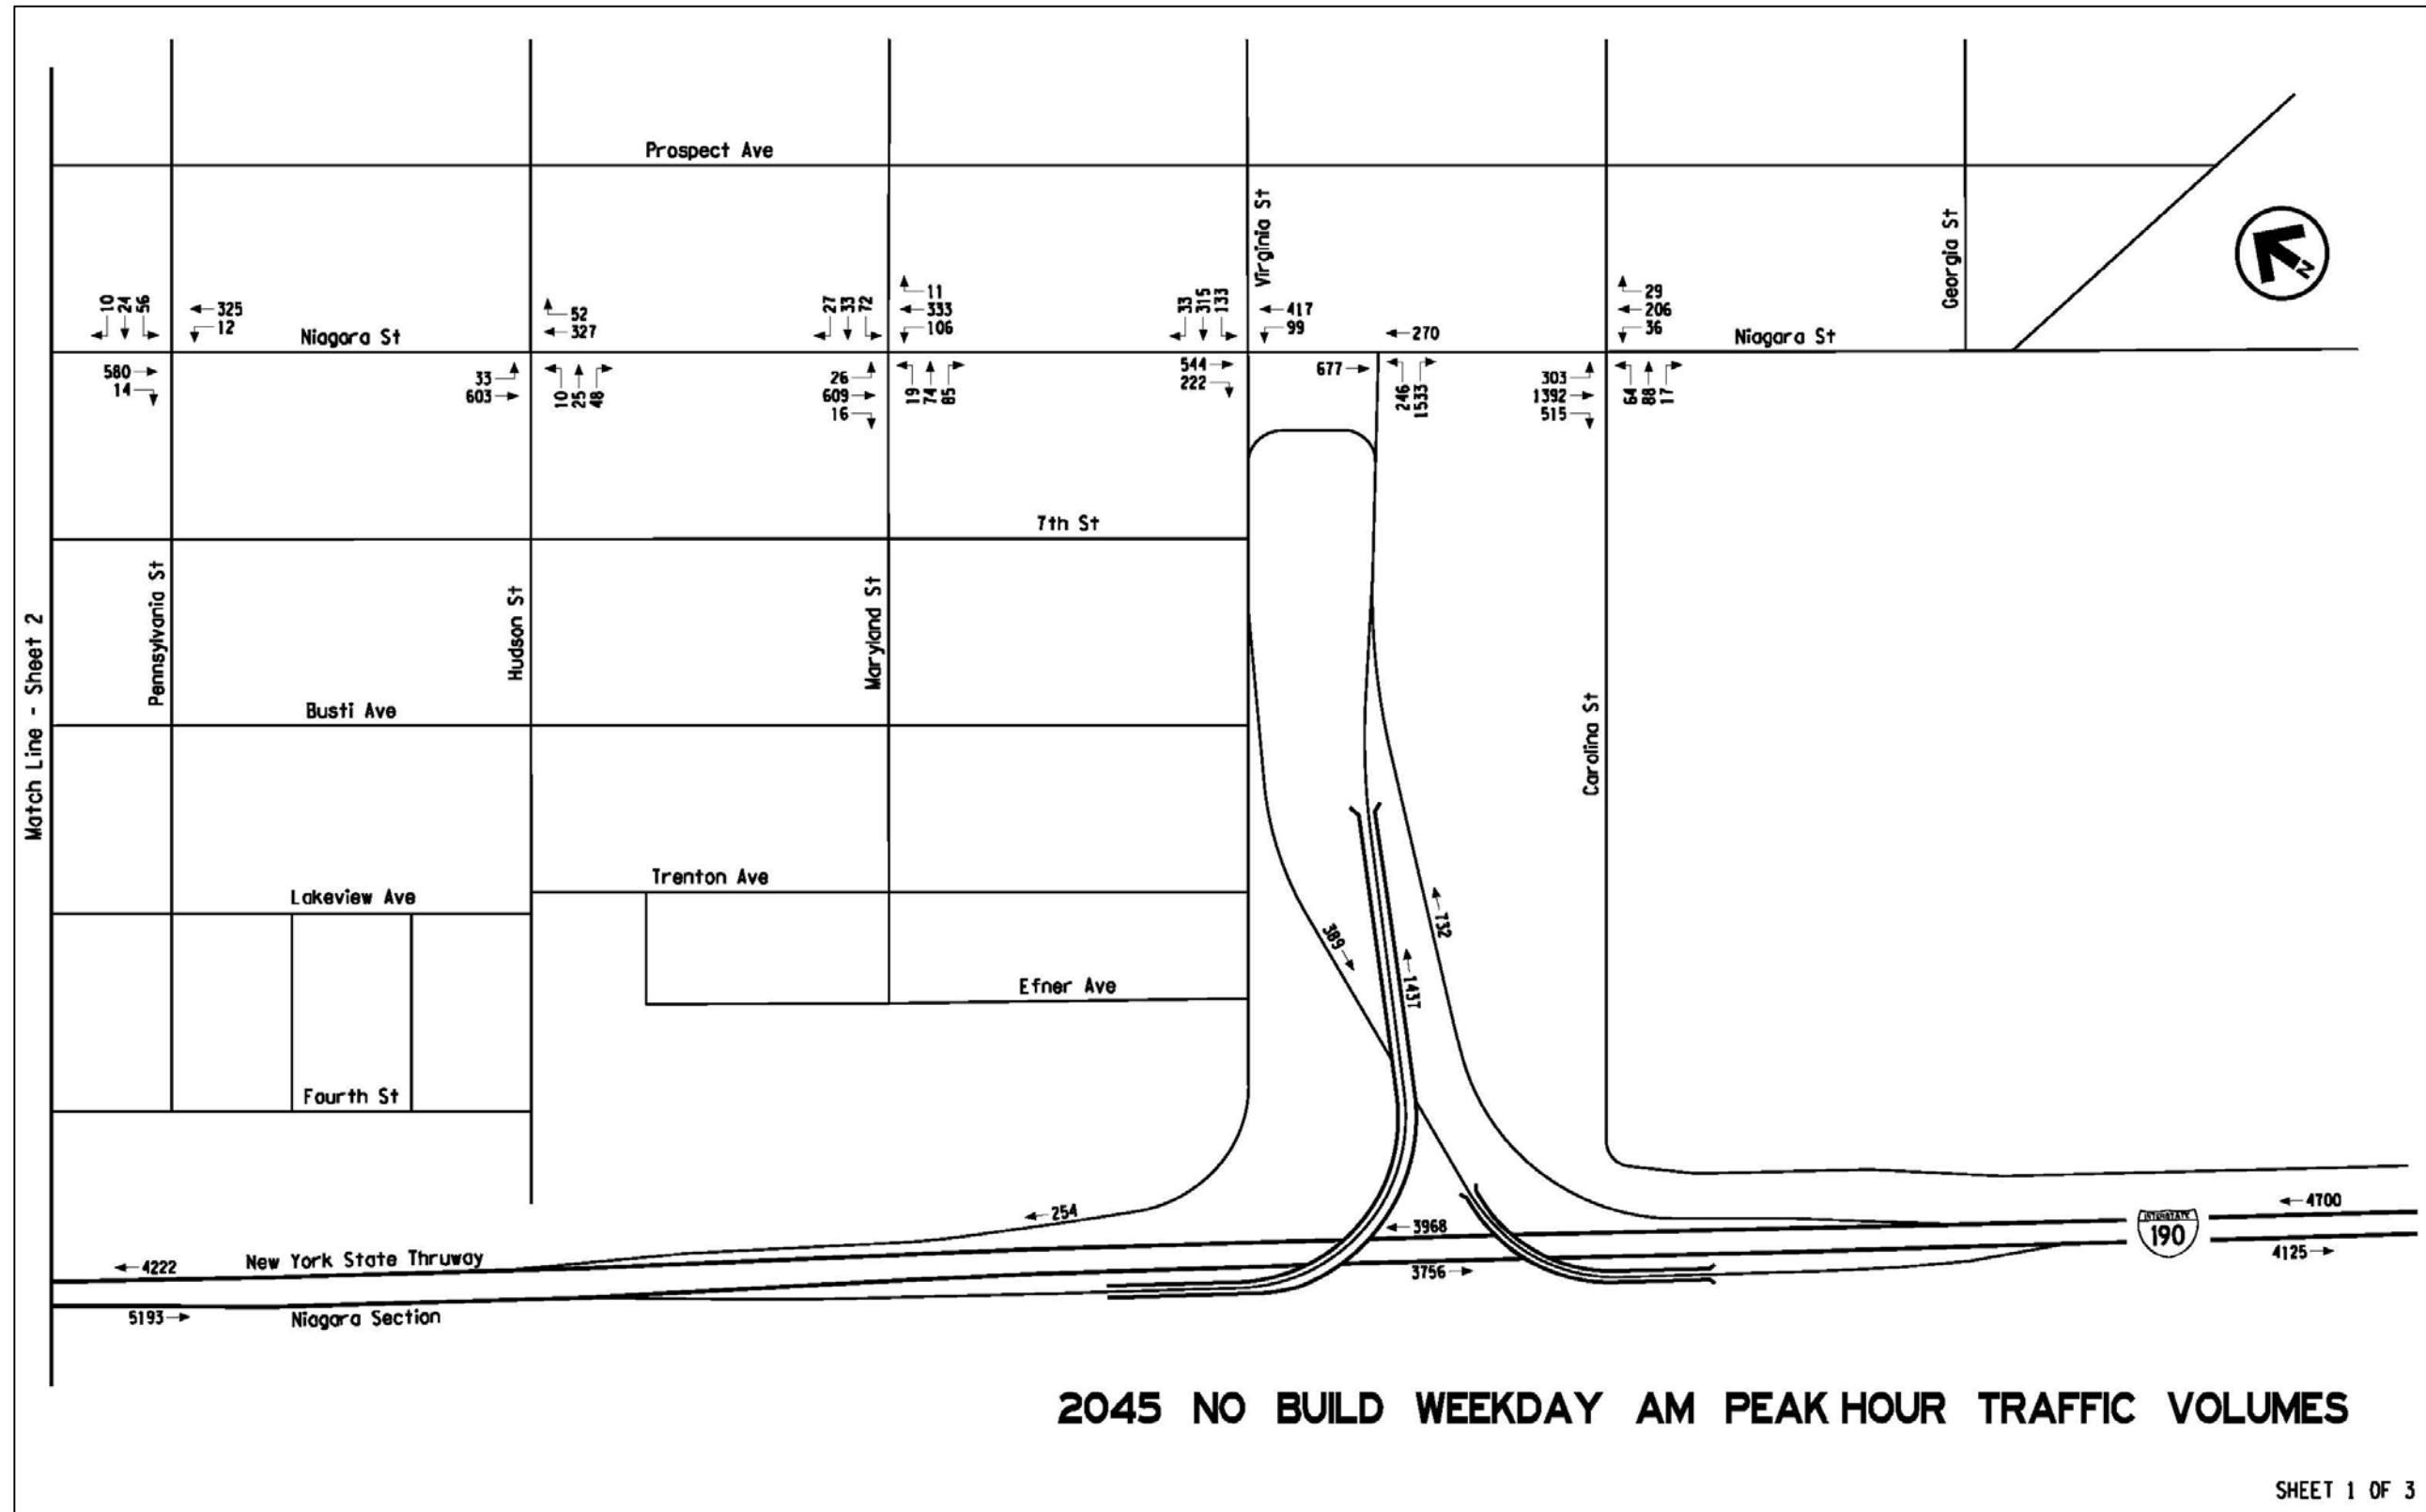 Prospect Ave
Virginia St
Georgia St
N
10
24
56
325
12
Niagara St
580
14
52
327
33
603
10
25
48
27
33
72
11
333
106
26
609
16
19
74
85
33
315
133
417
99
544
222
270
677
246
1533
29
206
36
303
1392
515
64
88
17
Niagara St
7th St
Pennsylvania St
Hudson St
Maryland St
Carolina St
Match Line - Sheet 2
Busti Ave
Trenton Ave
Lakeview Ave
Efner Ave
Fourth St
389
1437
732
254
3968
3756
4700
INTERSTATE
190
4125
4222
New York State Thruway
5193
Niagara Section
2045 NO BUILD WEEKDAY AM PEAK HOUR TRAFFIC VOLUMES
SHEET 1 OF 3